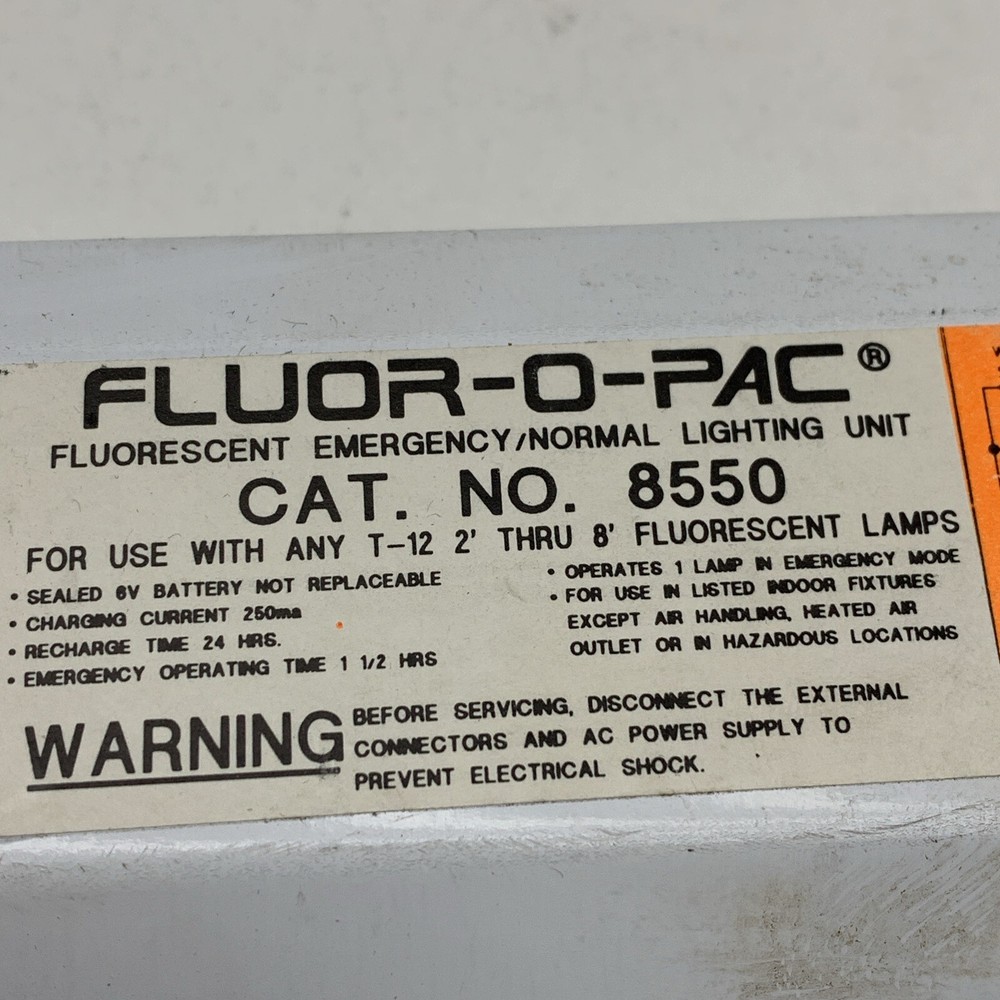 FLUOR-O-PAC®
FLUORESCENT EMERGENCY/NORMAL LIGHTING UNIT
CAT. NO. 8550
FOR USE WITH ANY T-12 2' THRU 8' FLUORESCENT LAMPS
• SEALED 6V BATTERY NOT REPLACEABLE
• CHARGING CURRENT 250ma
• RECHARGE TIME 24 HRS.
• EMERGENCY OPERATING TIME 1 1/2 HRS
• OPERATES 1 LAMP IN EMERGENCY MODE
• FOR USE IN LISTED INDOOR FIXTURES
EXCEPT AIR HANDLING, HEATED AIR
OUTLET OR IN HAZARDOUS LOCATIONS
WARNING
BEFORE SERVICING, DISCONNECT THE EXTERNAL
CONNECTORS AND AC POWER SUPPLY TO
PREVENT ELECTRICAL SHOCK.